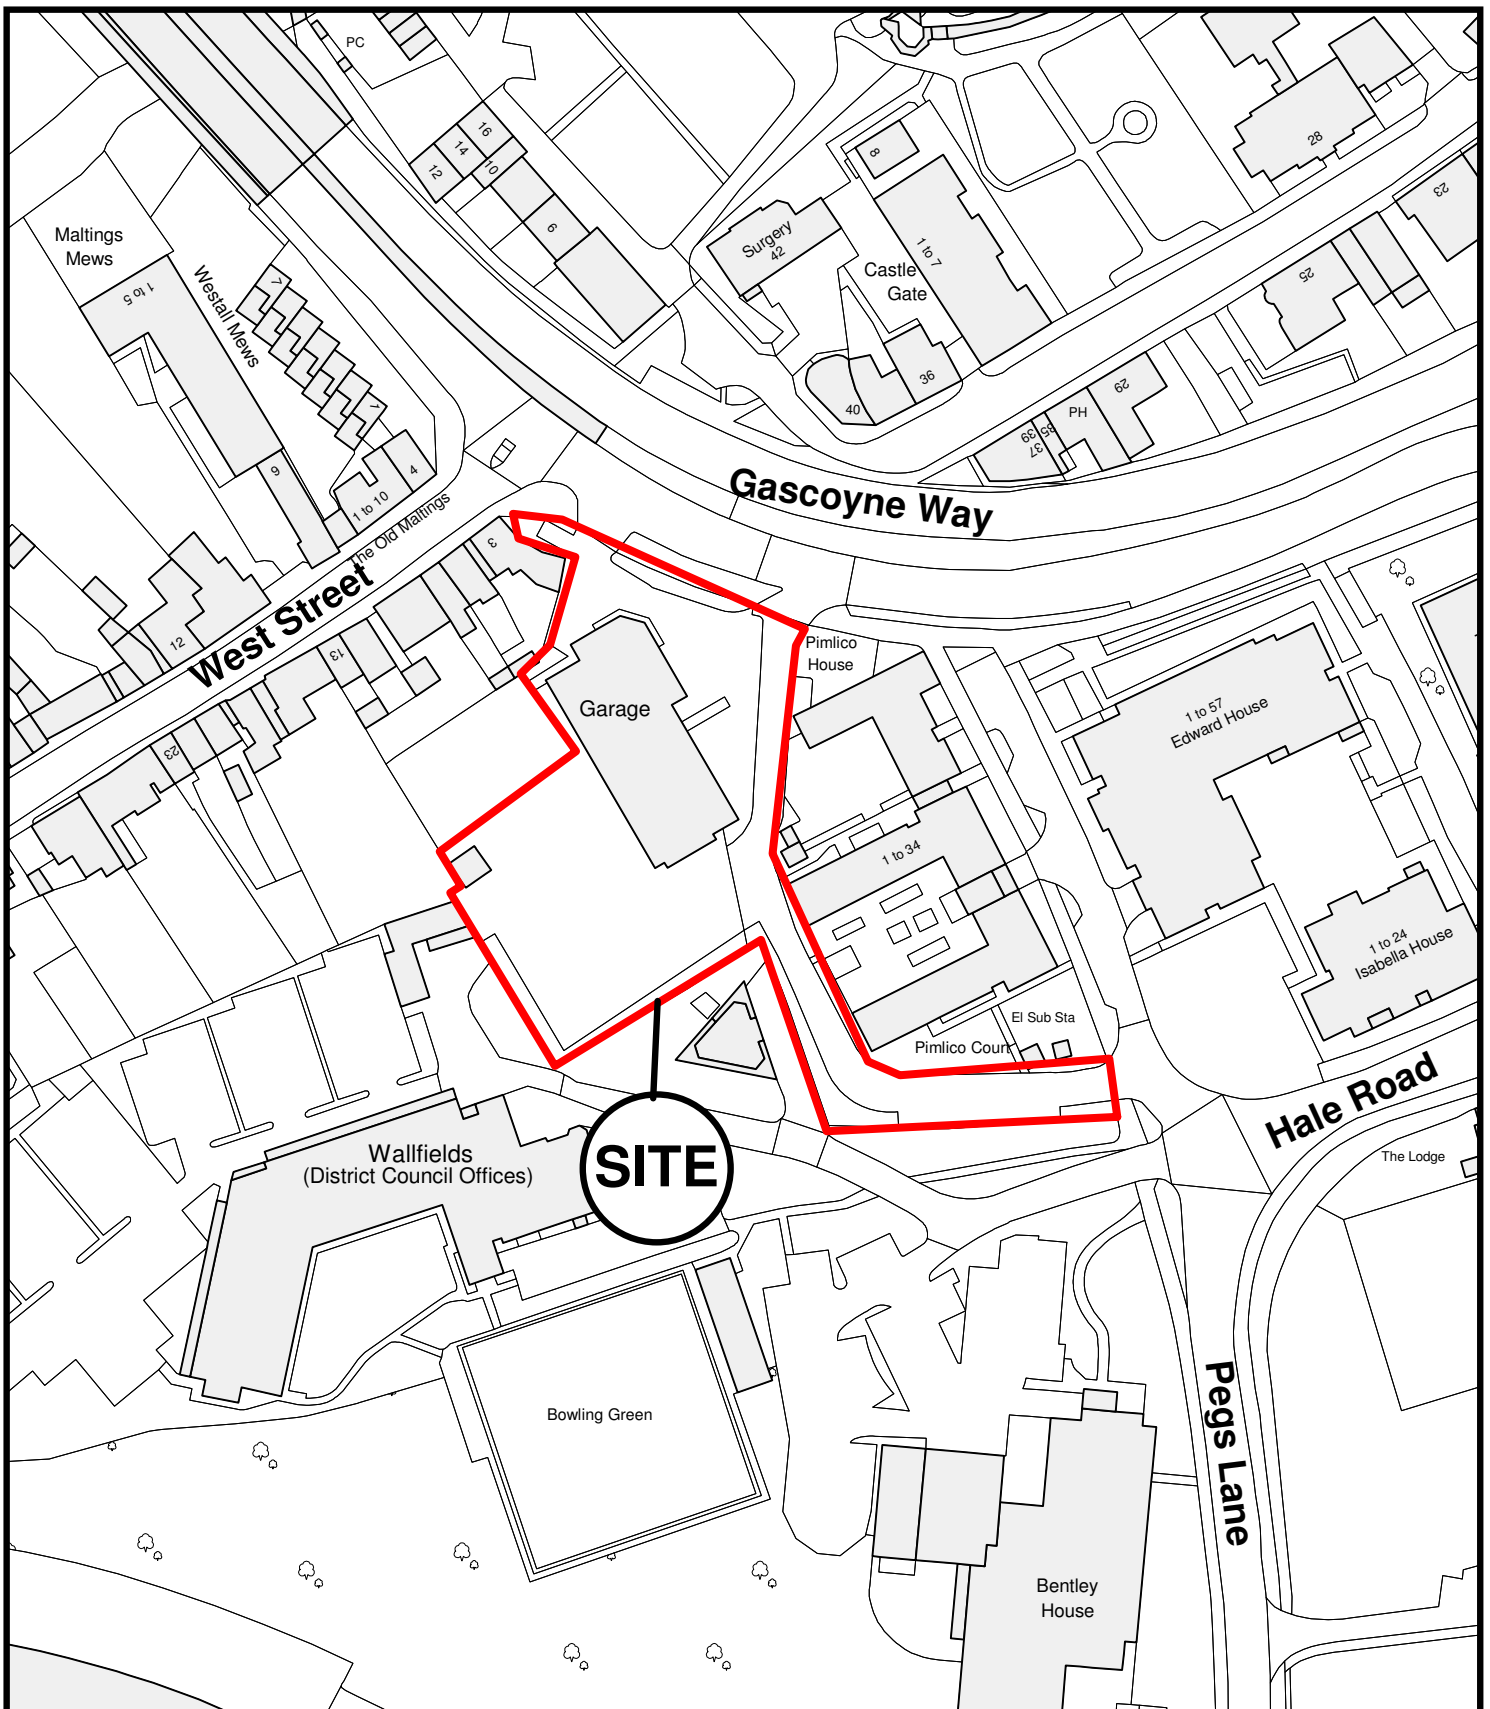 PC
16
14
12
10
6
8
28
23
Surgery
42
1 to 7
Castle
Gate
Maltings
Mews
1 to 5
Westall Mews
7
7
25
36
40
29
PH
35
37
39
Gascoyne Way
9
4
1 to 10
The Old Maltings
3
West Street
12
13
23
Pimlico
House
Garage
1 to 57
Edward House
1 to 34
1 to 24
Isabella House
El Sub Sta
Pimlico Court
Hale Road
The Lodge
Wallfields
(District Council Offices)
SITE
Bowling Green
Pegs Lane
Bentley
House